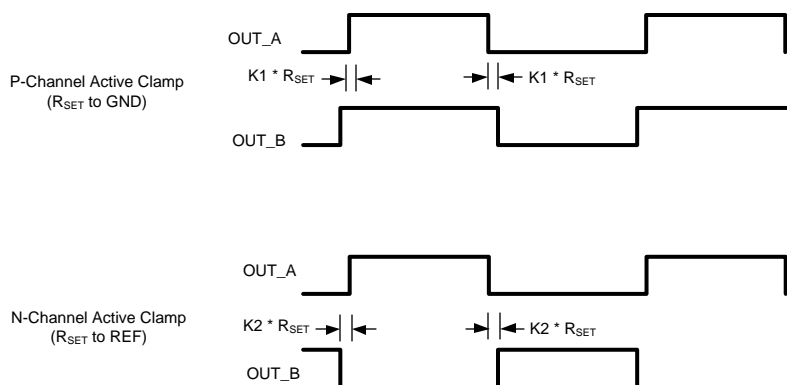 OUT_A
K1 * RSET
K1 * RSET
P-Channel Active Clamp
(RSET to GND)
OUT_B
OUT_A
N-Channel Active Clamp
(RSET to REF)
K2 * RSET
K2 * RSET
OUT_B